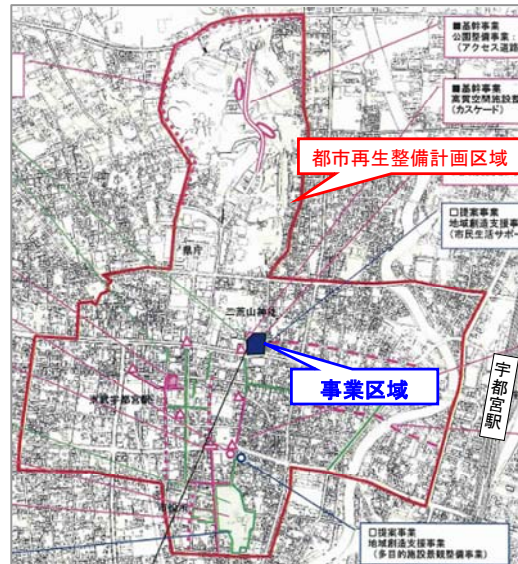 ■基幹事業
公園整備事業：
（アクセス道路
■基幹事業
高質空間施設整
（カスケード）
都市再生整備計画区域
□提案事業
地域創造支援事
（市民生活サポー
県庁
二荒山神社
事業区域
宇都宮駅
東武宇都宮駅
市役所
□提案事業
地域創造支援事業
（多目的施設景観整備事業）